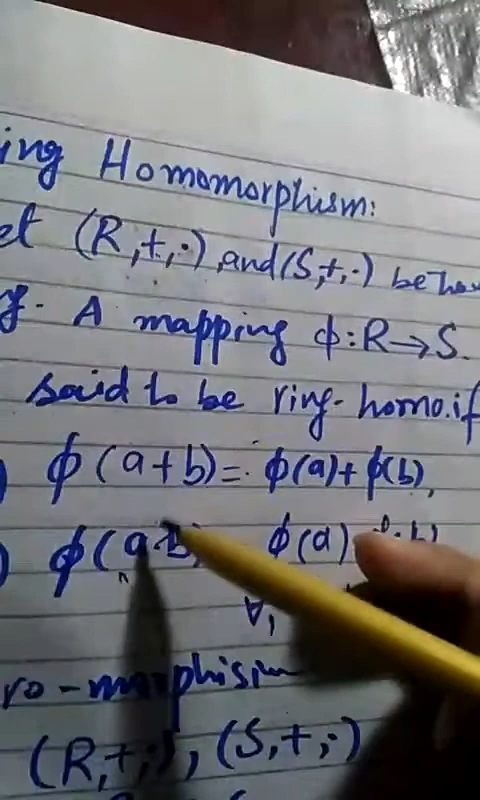 ing Homomorphism:
et (R,+,·) and (S,+,·) be
g. A mapping ϕ:R→S.
said to be ring-homo.if
) ϕ(a+b)= ϕ(a)+ϕ(b),
) ϕ(a·b) ϕ(a)
∀,
ro-morphism
(R,+,·), (S,+,·)